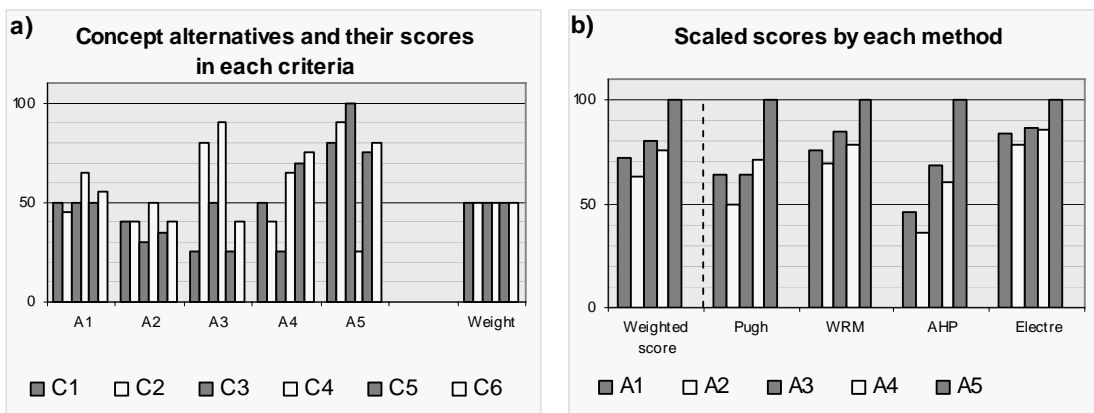 a)
Concept alternatives and their scores
in each criteria
100
50
0
A1 A2 A3 A4 A5 Weight
C1 C2 C3 C4 C5 C6
b)
Scaled scores by each method
100
50
0
Weighted
score
Pugh WRM AHP Electre
A1 A2 A3 A4 A5